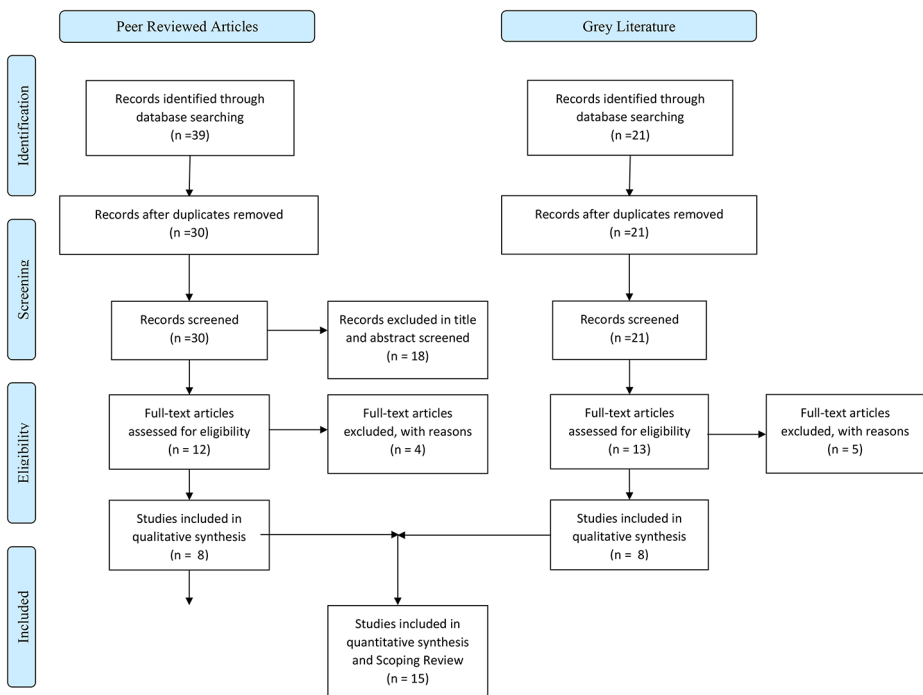 Peer Reviewed Articles
Grey Literature
Identification
Records identified through
database searching
(n =39)
Records identified through
database searching
(n =21)
Records after duplicates removed
(n =30)
Records after duplicates removed
(n =21)
Screening
Records screened
(n =30)
Records excluded in title
and abstract screened
(n = 18)
Records screened
(n =21)
Eligibility
Full-text articles
assessed for eligibility
(n = 12)
Full-text articles
excluded, with reasons
(n = 4)
Full-text articles
assessed for eligibility
(n = 13)
Full-text articles
excluded, with reasons
(n = 5)
Studies included in
qualitative synthesis
(n = 8)
Studies included in
qualitative synthesis
(n = 8)
Included
Studies included in
quantitative synthesis
and Scoping Review
n = 15)